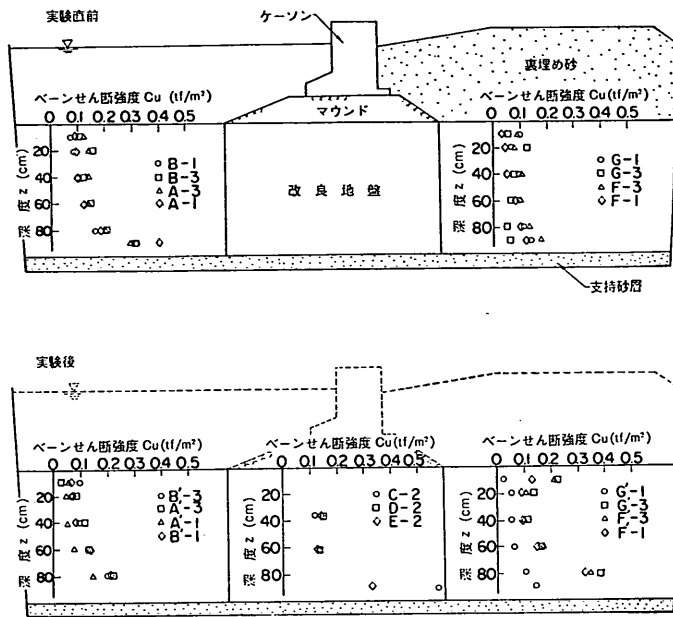 実験直前
ケーソン
裏埋め砂
マウンド
ベーンせん断強度 Cu (tf/m²)
0 0.1 0.2 0.3 0.4 0.5
深度 z (cm)
20
40
60
80
○ B-1
□ B-3
△ A-3
◇ A-1
改良地盤
ベーンせん断強度 Cu (tf/m²)
0 0.1 0.2 0.3 0.4 0.5
深度 z (cm)
20
40
60
80
○ G-1
□ G-3
△ F-3
◇ F-1
支持砂層
実験後
ベーンせん断強度 Cu (tf/m²)
0 0.1 0.2 0.3 0.4 0.5
深度 z (cm)
20
40
60
80
○ B'-3
□ A'-3
△ A'-1
◇ B'-1
ベーンせん断強度 Cu (tf/m²)
0 0.1 0.2 0.3 0.4 0.5
深度 z (cm)
20
40
60
80
○ C-2
□ D-2
◇ E-2
ベーンせん断強度 Cu (tf/m²)
0 0.1 0.2 0.3 0.4 0.5
深度 z (cm)
20
40
60
80
○ G'-1
□ G'-3
△ F'-3
◇ F'-1